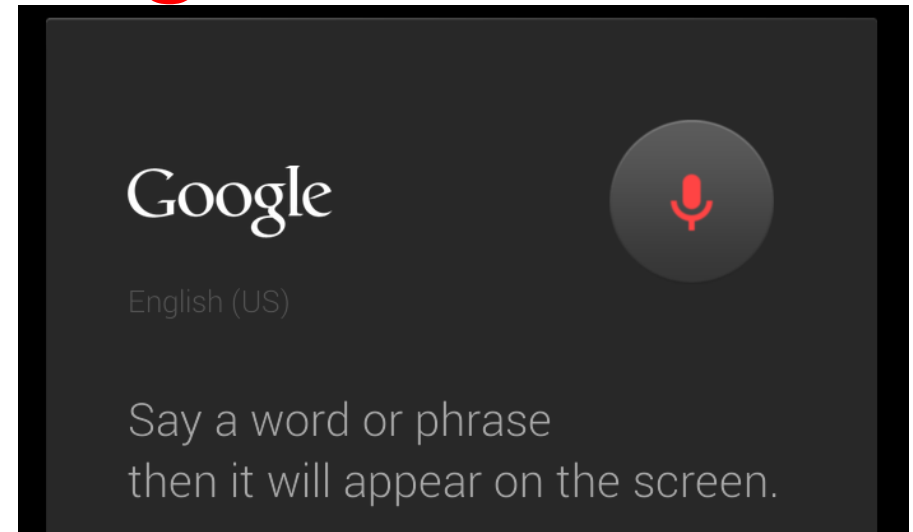 Google
English (US)
Say a word or phrase
then it will appear on the screen.